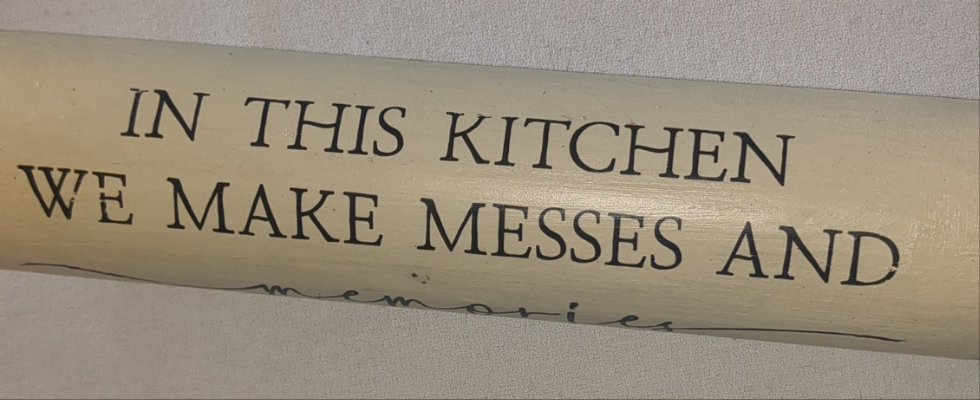 IN THIS KITCHEN
WE MAKE MESSES AND
memories